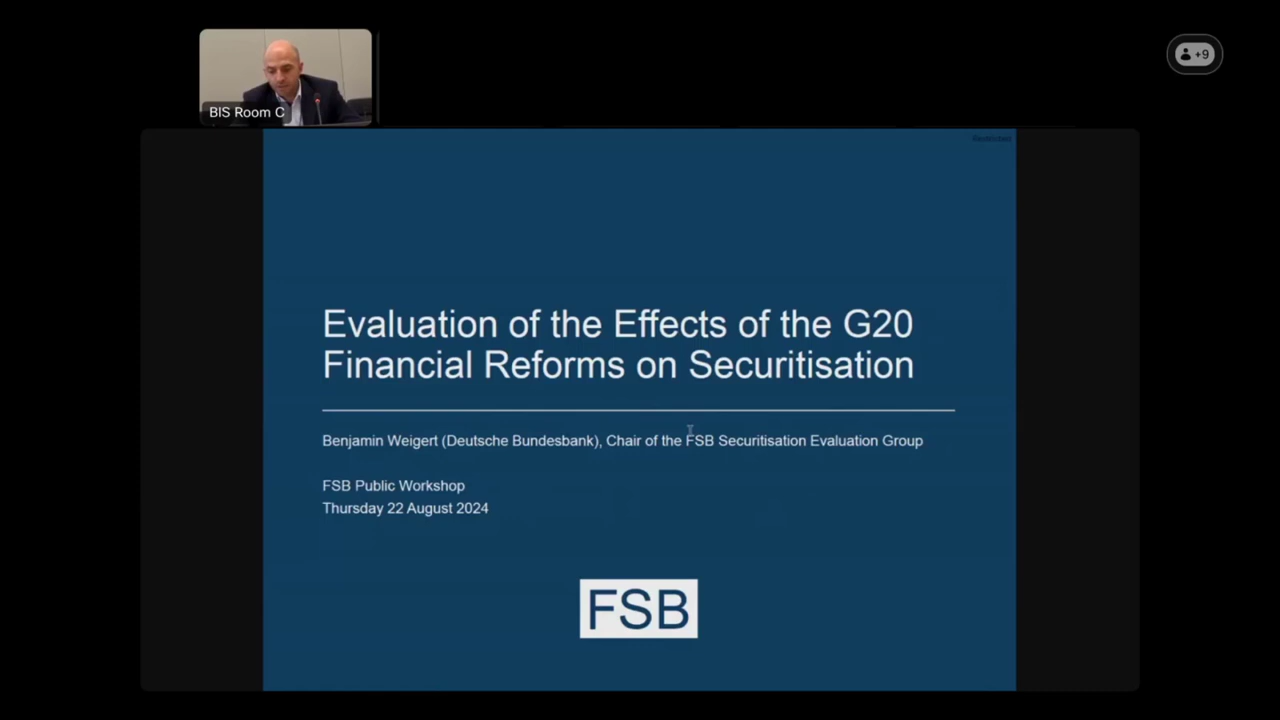 BIS Room C
+9
Restricted
Evaluation of the Effects of the G20
Financial Reforms on Securitisation
Benjamin Weigert (Deutsche Bundesbank), Chair of the FSB Securitisation Evaluation Group
FSB Public Workshop
Thursday 22 August 2024
FSB